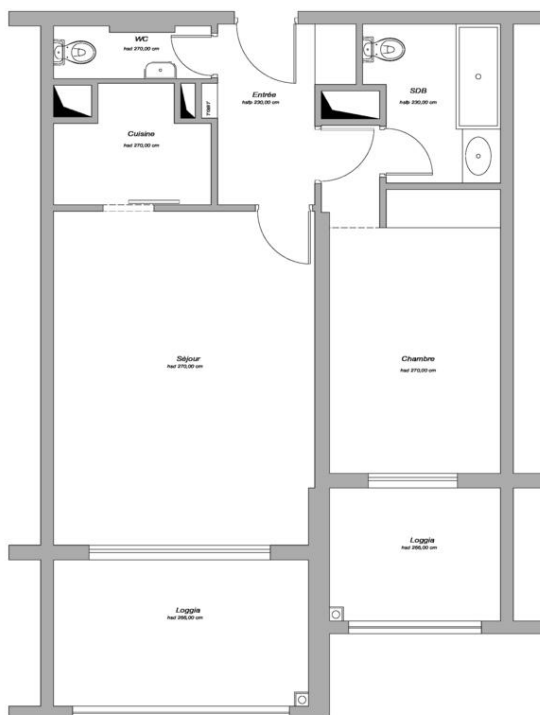 WC
hsd 270,00 cm
SDB
hsfp 230,00 cm
Entrée
hsfp 230,00 cm
Cuisine
hsd 270,00 cm
Séjour
hsd 270,00 cm
Chambre
hsd 270,00 cm
Loggia
hsd 266,00 cm
Loggia
hsd 266,00 cm